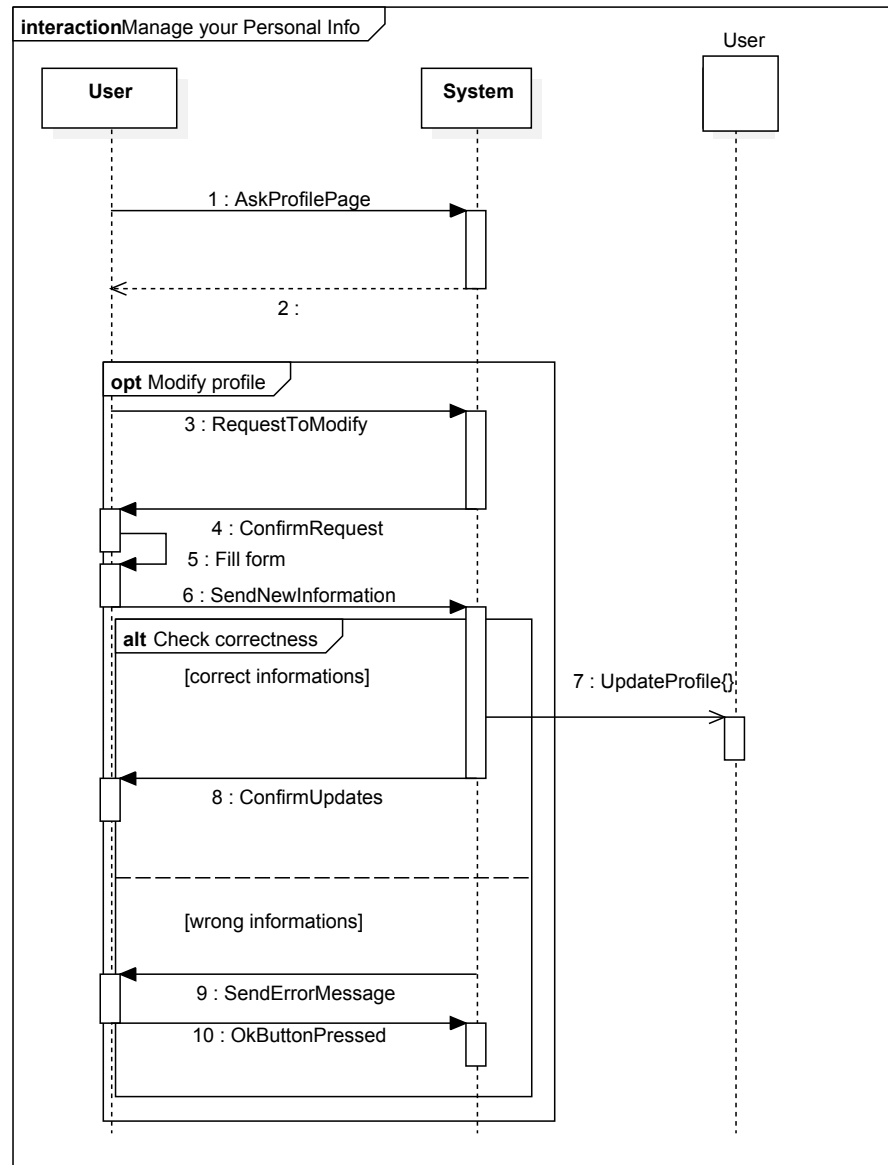 interactionManage your Personal Info
User
User
System
1 : AskProfilePage
2 :
opt Modify profile
3 : RequestToModify
4 : ConfirmRequest
5 : Fill form
6 : SendNewInformation
alt Check correctness
[correct informations]
7 : UpdateProfile{}
8 : ConfirmUpdates
[wrong informations]
9 : SendErrorMessage
10 : OkButtonPressed